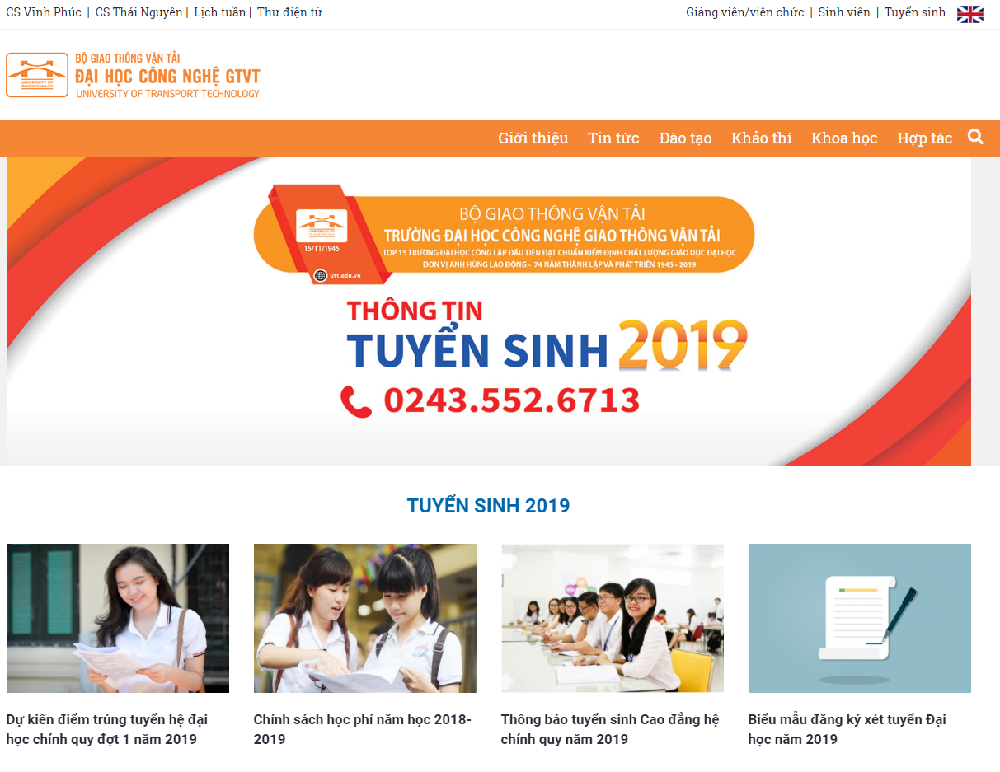 CS Vĩnh Phúc | CS Thái Nguyên | Lịch tuần | Thư điện tử
Giảng viên/viên chức | Sinh viên | Tuyển sinh
BỘ GIAO THÔNG VẬN TẢI
ĐẠI HỌC CÔNG NGHỆ GTVT
UNIVERSITY OF TRANSPORT TECHNOLOGY
UNIVERSITY OF
TRANSPORT TECHNOLOGY
Giới thiệu Tin tức Đào tạo Khảo thí Khoa học Hợp tác
BỘ GIAO THÔNG VẬN TẢI
TRƯỜNG ĐẠI HỌC CÔNG NGHỆ GIAO THÔNG VẬN TẢI
TOP 15 TRƯỜNG ĐẠI HỌC CÔNG LẬP ĐẦU TIÊN ĐẠT CHUẨN KIỂM ĐỊNH CHẤT LƯỢNG GIÁO DỤC ĐẠI HỌC
ĐƠN VỊ ANH HÙNG LAO ĐỘNG - 74 NĂM THÀNH LẬP VÀ PHÁT TRIỂN 1945 - 2019
15/11/1945
utt.edu.vn
THÔNG TIN
TUYỂN SINH 2019
0243.552.6713
TUYỂN SINH 2019
Dự kiến điểm trúng tuyển hệ đại
học chính quy đợt 1 năm 2019
Chính sách học phí năm học 2018-
2019
Thông báo tuyển sinh Cao đẳng hệ
chính quy năm 2019
Biểu mẫu đăng ký xét tuyển Đại
học năm 2019